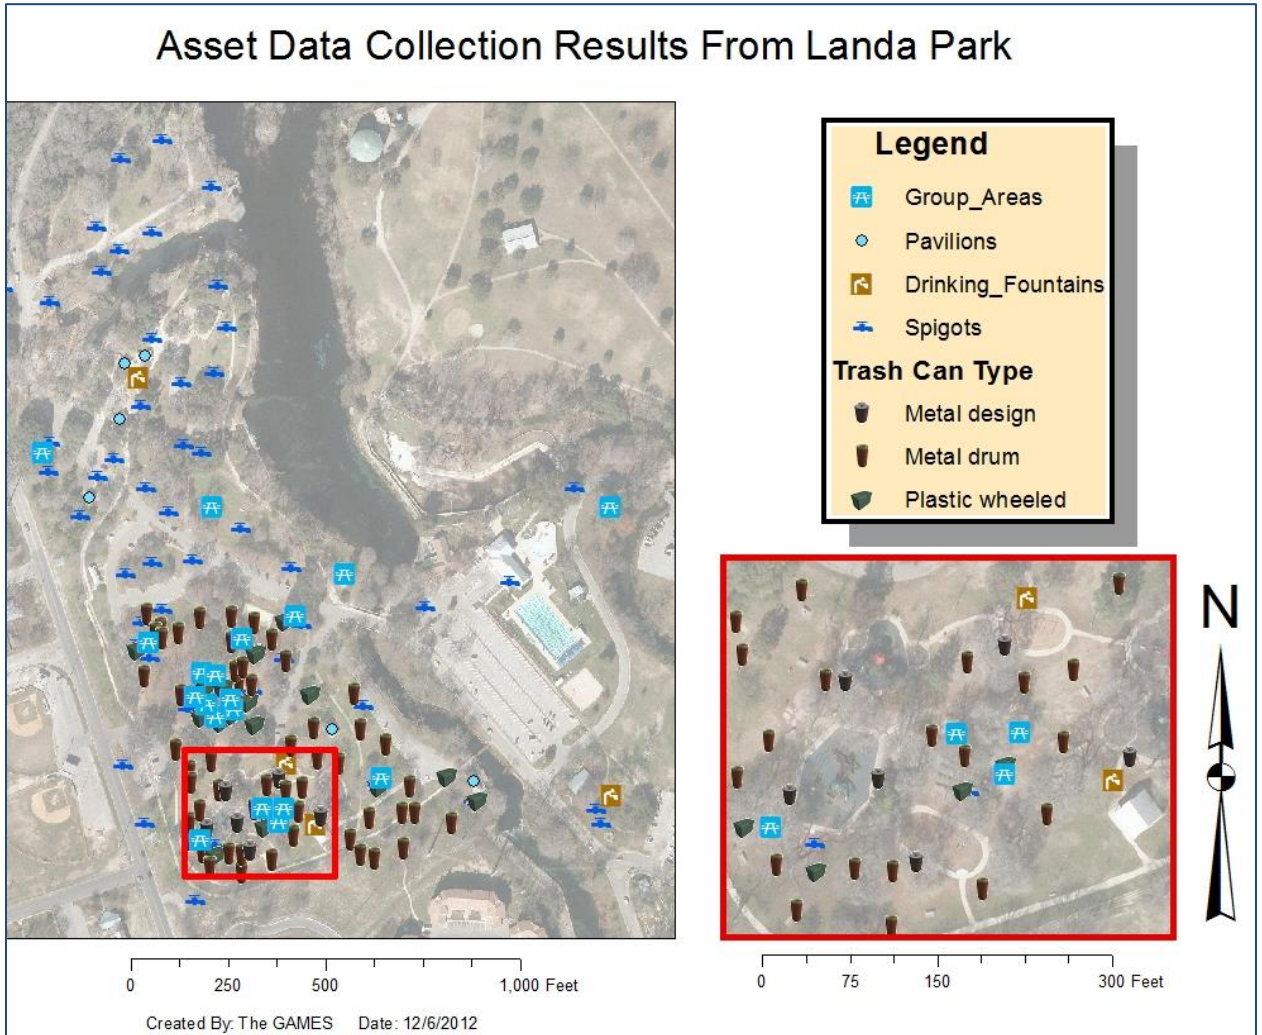 Asset Data Collection Results From Landa Park
Legend
Group_Areas
Pavilions
Drinking_Fountains
Spigots
Trash Can Type
Metal design
Metal drum
Plastic wheeled
N
0 250 500 1,000 Feet
0 75 150 300 Feet
Created By: The GAMES Date: 12/6/2012